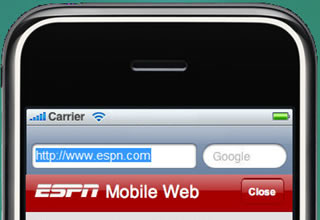 Carrier
http://www.espn.com Google
ESPN Mobile Web Close